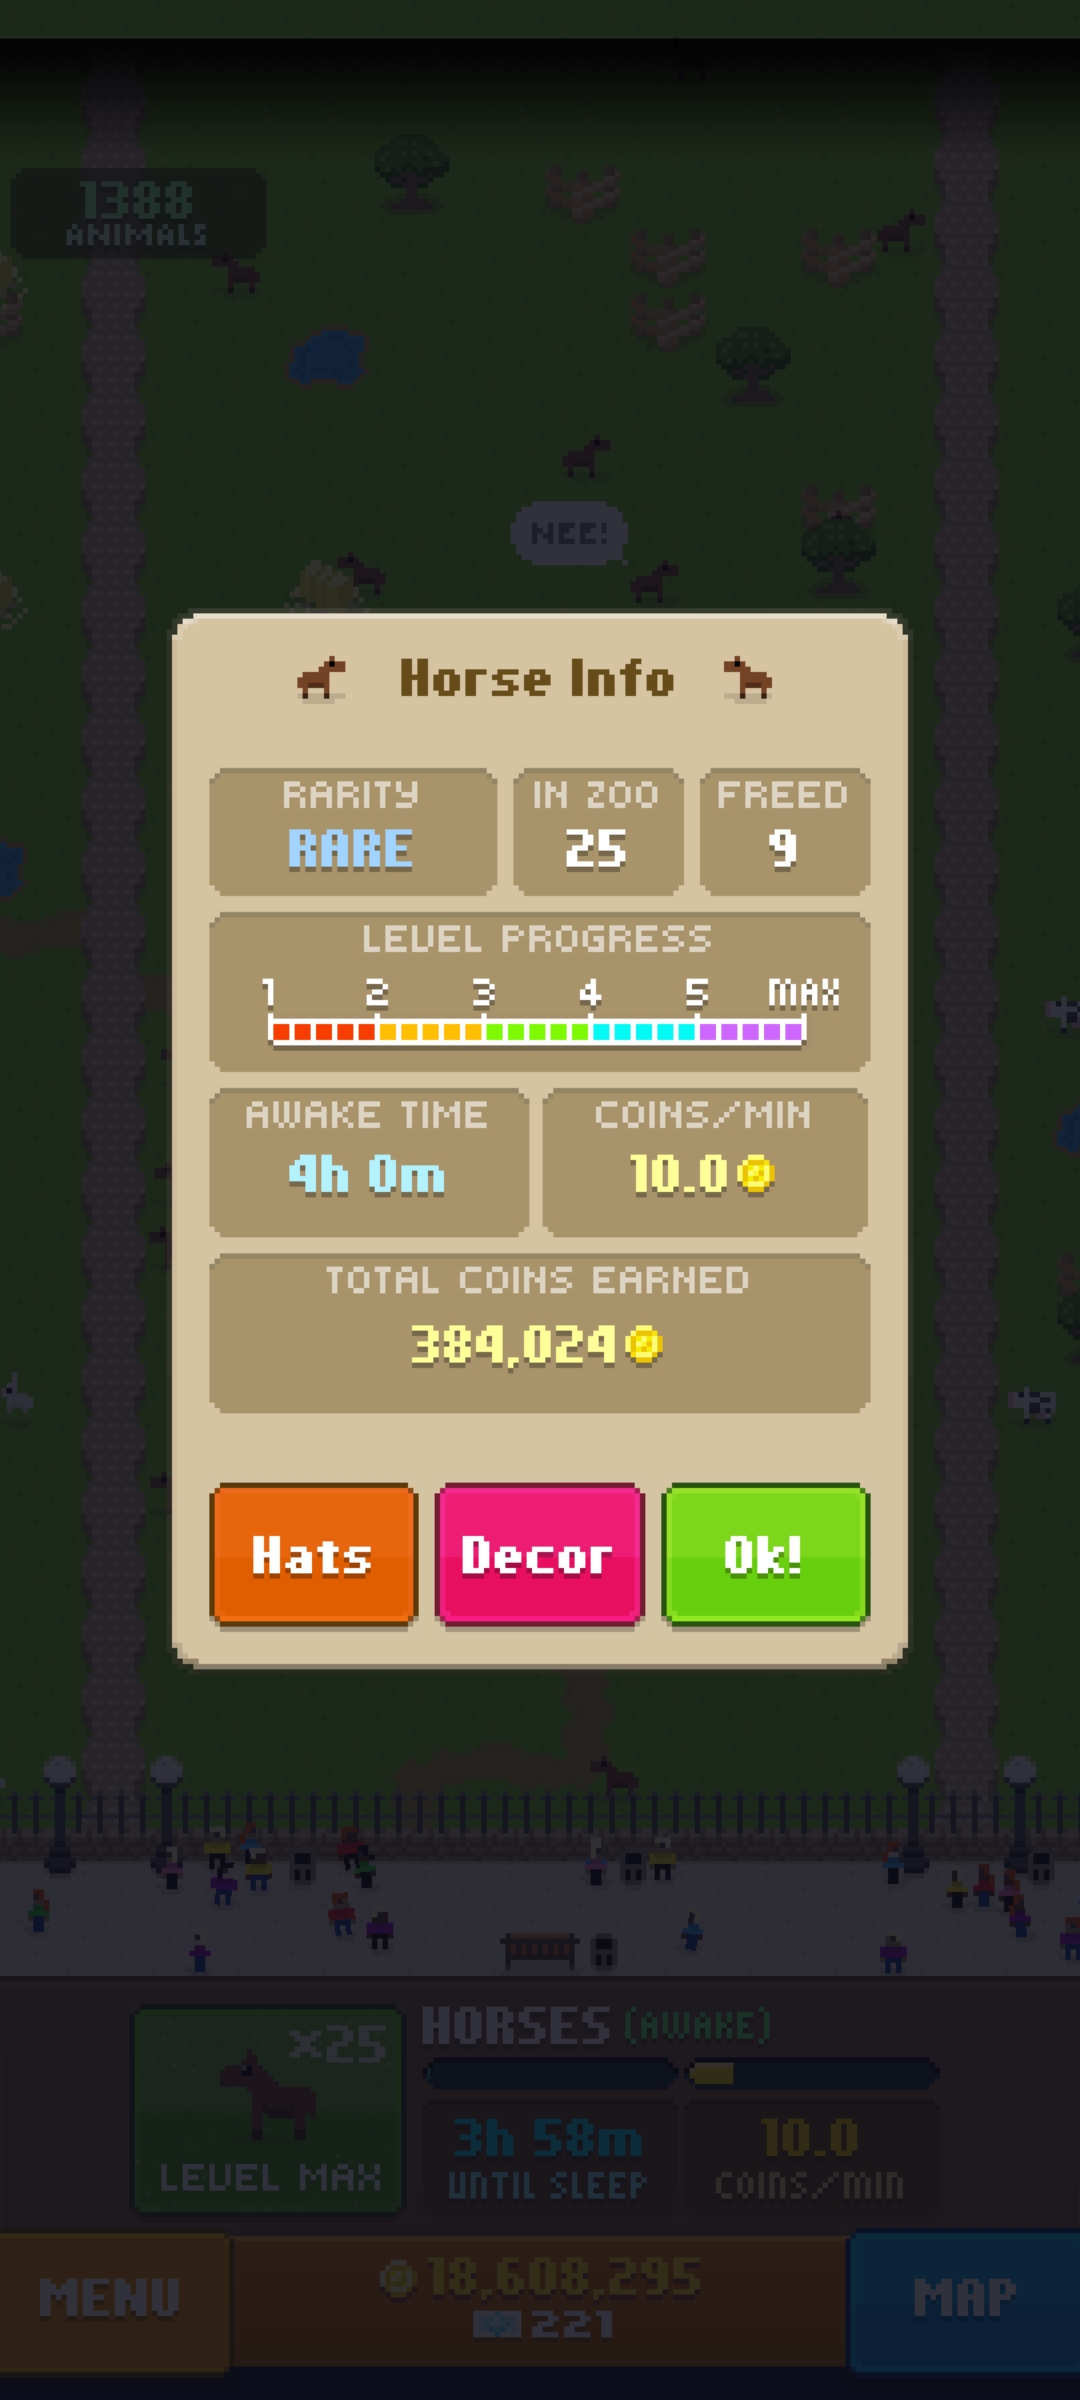 1388
ANIMALS
NEE!
Horse Info
RARITY
RARE
IN ZOO
25
FREED
9
LEVEL PROGRESS
1 2 3 4 5 MAX
AWAKE TIME
4h 0m
COINS/MIN
10.0
TOTAL COINS EARNED
384,024
Hats
Decor
Ok!
x25
LEVEL MAX
HORSES (AWAKE)
3h 58m
UNTIL SLEEP
10.0
COINS/MIN
MENU
18,608,295
221
MAP